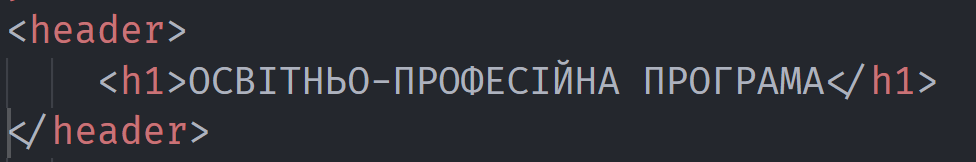 <header>
<h1>ОСВІТНЬО-ПРОФЕСІЙНА ПРОГРАМА</h1>
</header>